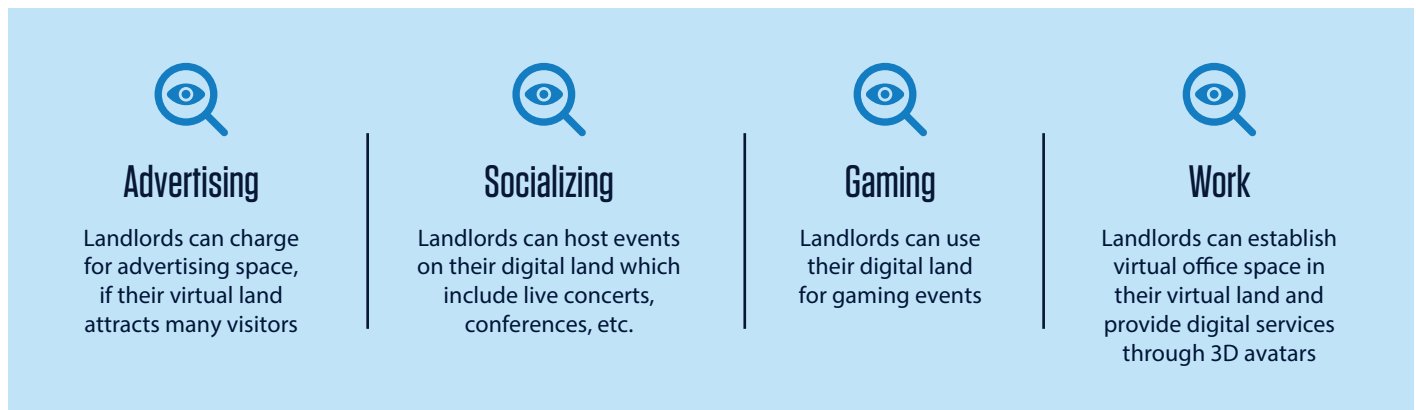 Advertising
Landlords can charge
for advertising space,
if their virtual land
attracts many visitors
Socializing
Landlords can host events
on their digital land which
include live concerts,
conferences, etc.
Gaming
Landlords can use
their digital land
for gaming events
Work
Landlords can establish
virtual office space in
their virtual land and
provide digital services
through 3D avatars